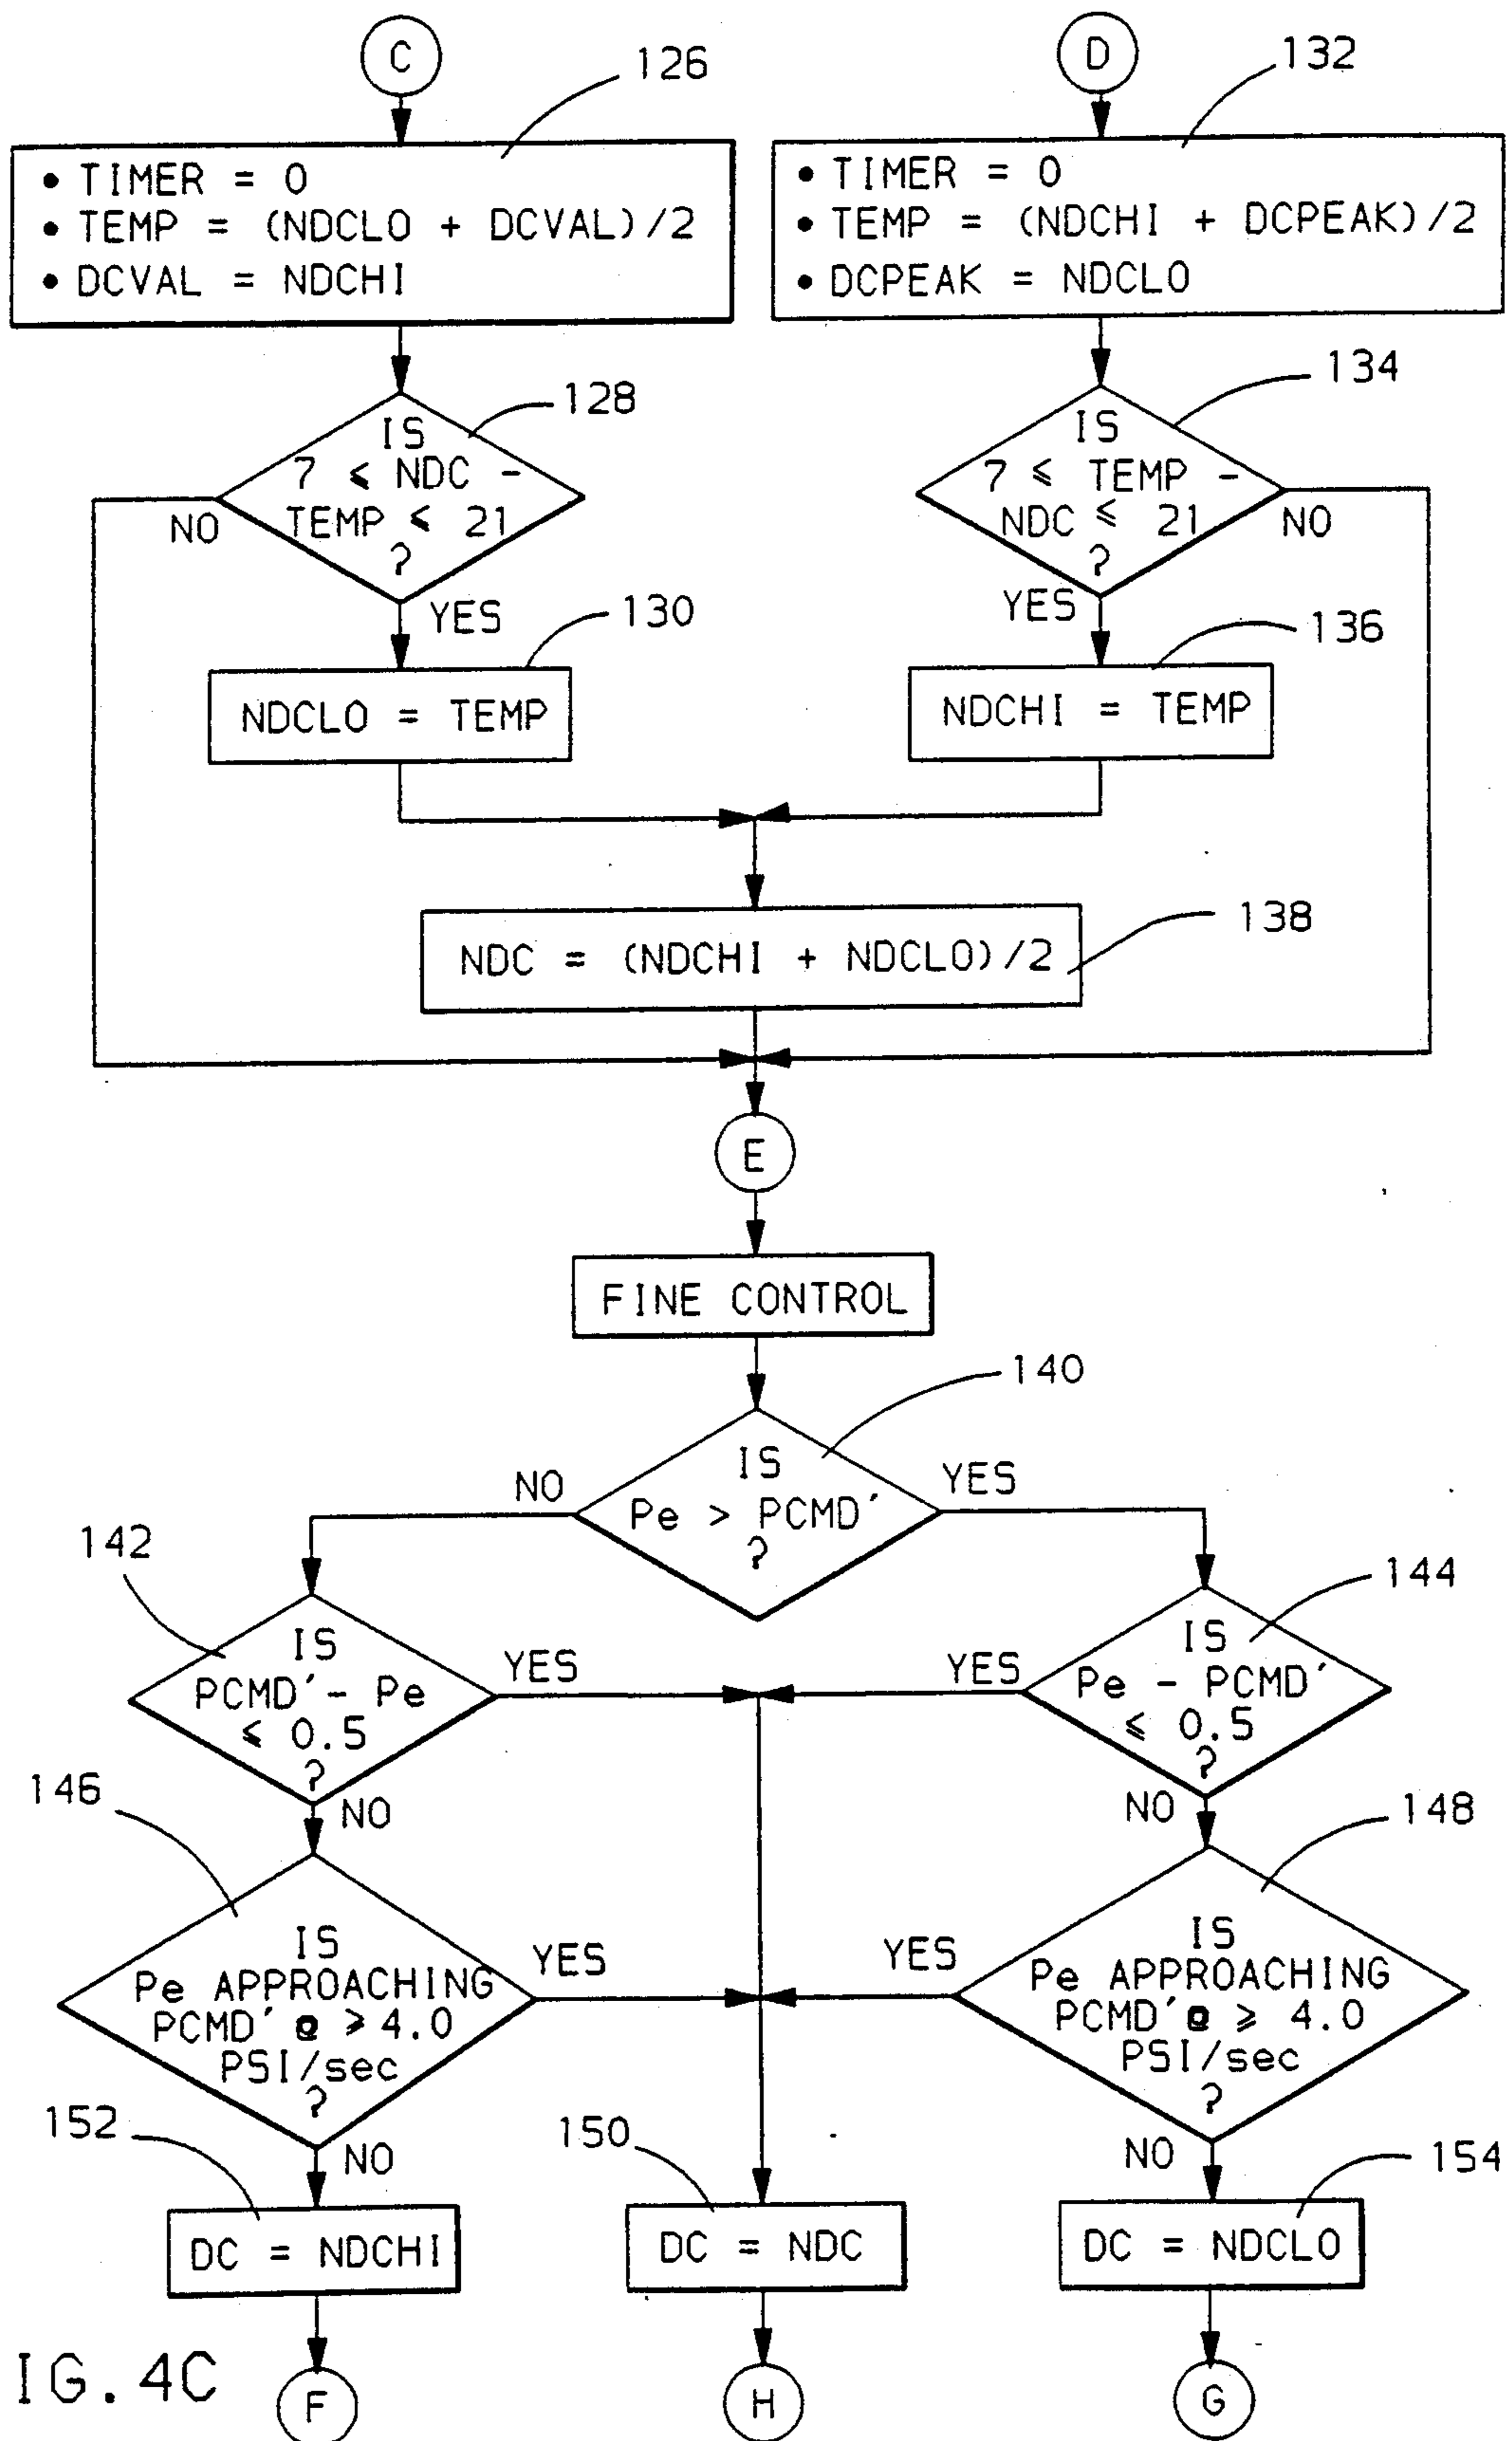 C
126
• TIMER = 0
• TEMP = (NDCLO + DCVAL)/2
• DCVAL = NDCHI
D
132
• TIMER = 0
• TEMP = (NDCHI + DCPEAK)/2
• DCPEAK = NDCLO
128
IS
7 ⩽ NDC -
TEMP ⩽ 21
?
NO
YES
134
IS
7 ⩽ TEMP -
NDC ⩽ 21
?
NO
YES
130
NDCLO = TEMP
136
NDCHI = TEMP
138
NDC = (NDCHI + NDCLO)/2
E
FINE CONTROL
140
IS
Pe > PCMD'
?
NO
YES
142
IS
PCMD' - Pe
⩽ 0.5
?
YES
NO
144
IS
Pe - PCMD'
⩽ 0.5
?
YES
NO
146
IS
Pe APPROACHING
PCMD' @ ⩾ 4.0
PSI/sec
?
YES
NO
148
IS
Pe APPROACHING
PCMD' @ ⩾ 4.0
PSI/sec
?
YES
NO
152
DC = NDCHI
150
DC = NDC
154
DC = NDCLO
IG. 4C
F
H
G